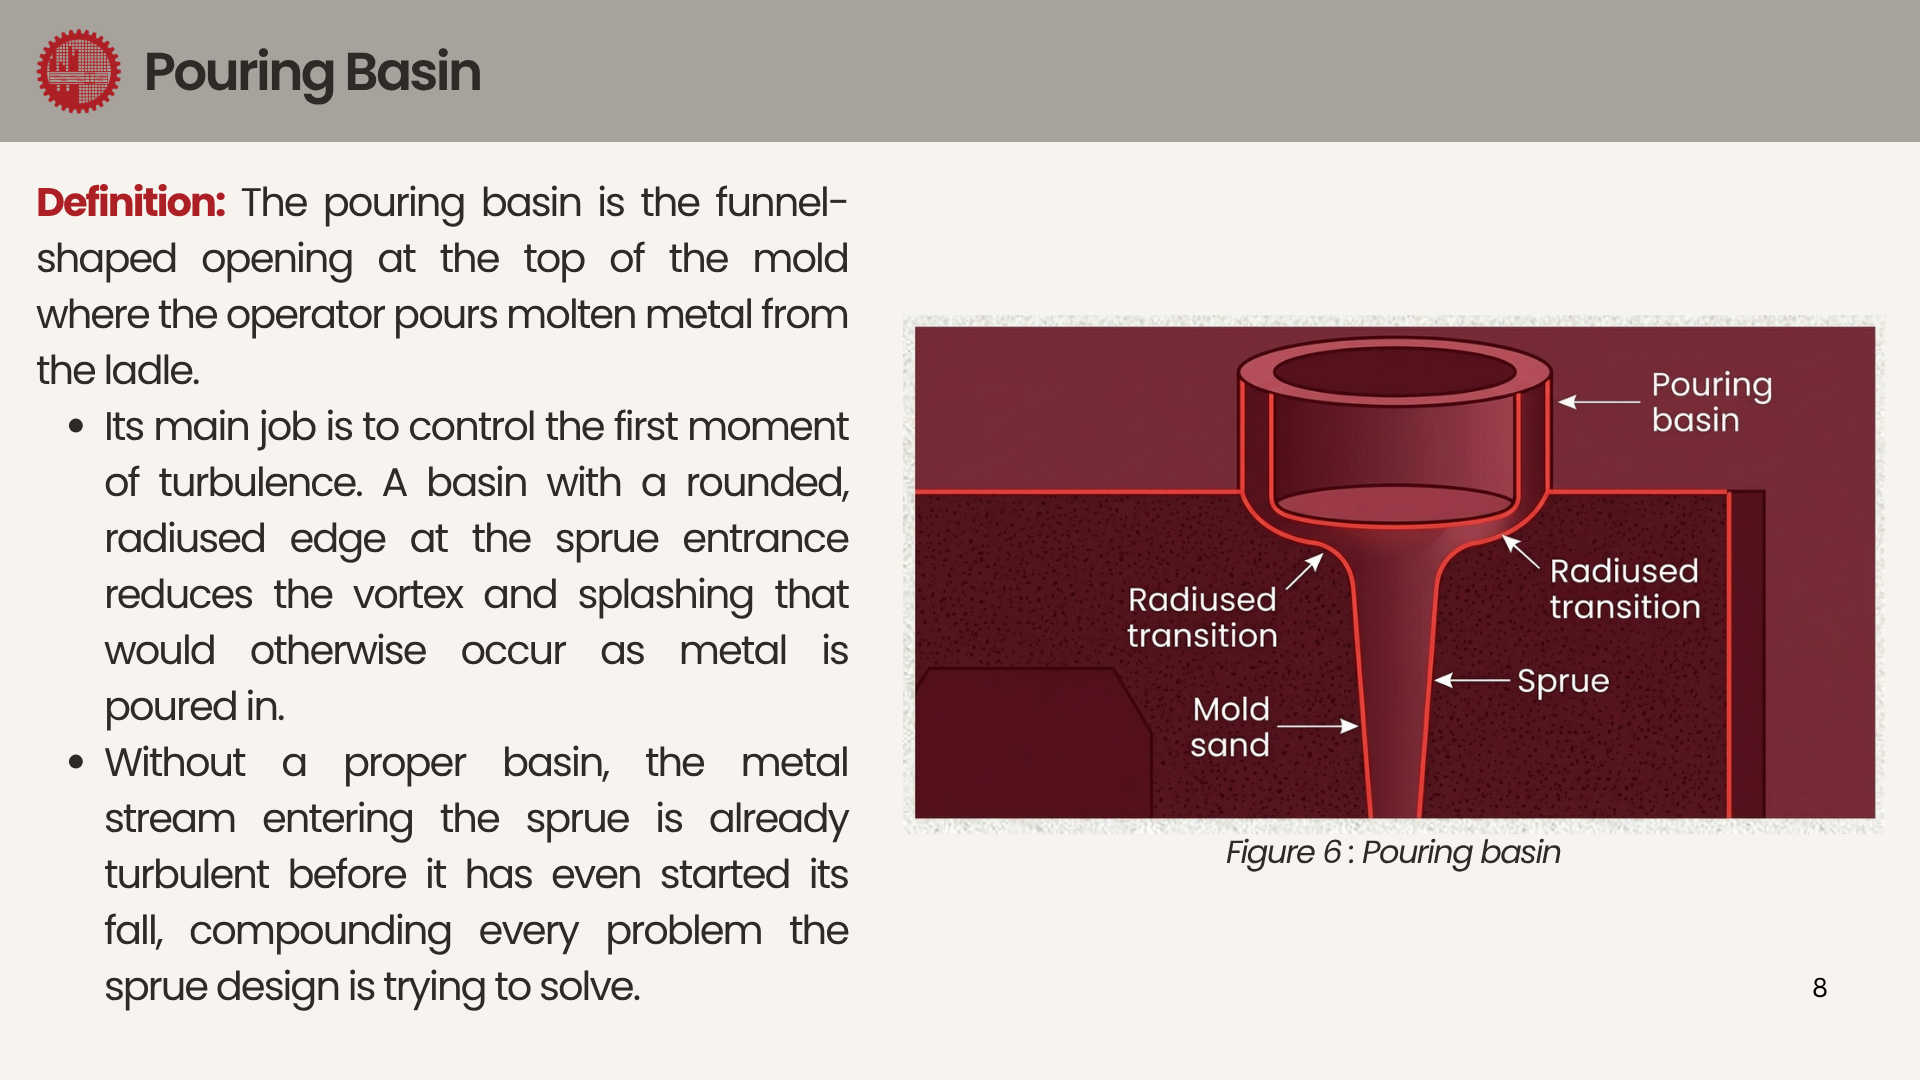 Pouring Basin
Definition: The pouring basin is the funnel-
shaped opening at the top of the mold
where the operator pours molten metal from
the ladle.
• Its main job is to control the first moment
of turbulence. A basin with a rounded,
radiused edge at the sprue entrance
reduces the vortex and splashing that
would otherwise occur as metal is
poured in.
• Without a proper basin, the metal
stream entering the sprue is already
turbulent before it has even started its
fall, compounding every problem the
sprue design is trying to solve.
Pouring
basin
Radiused
transition
Radiused
transition
Sprue
Mold
sand
Figure 6 : Pouring basin
8